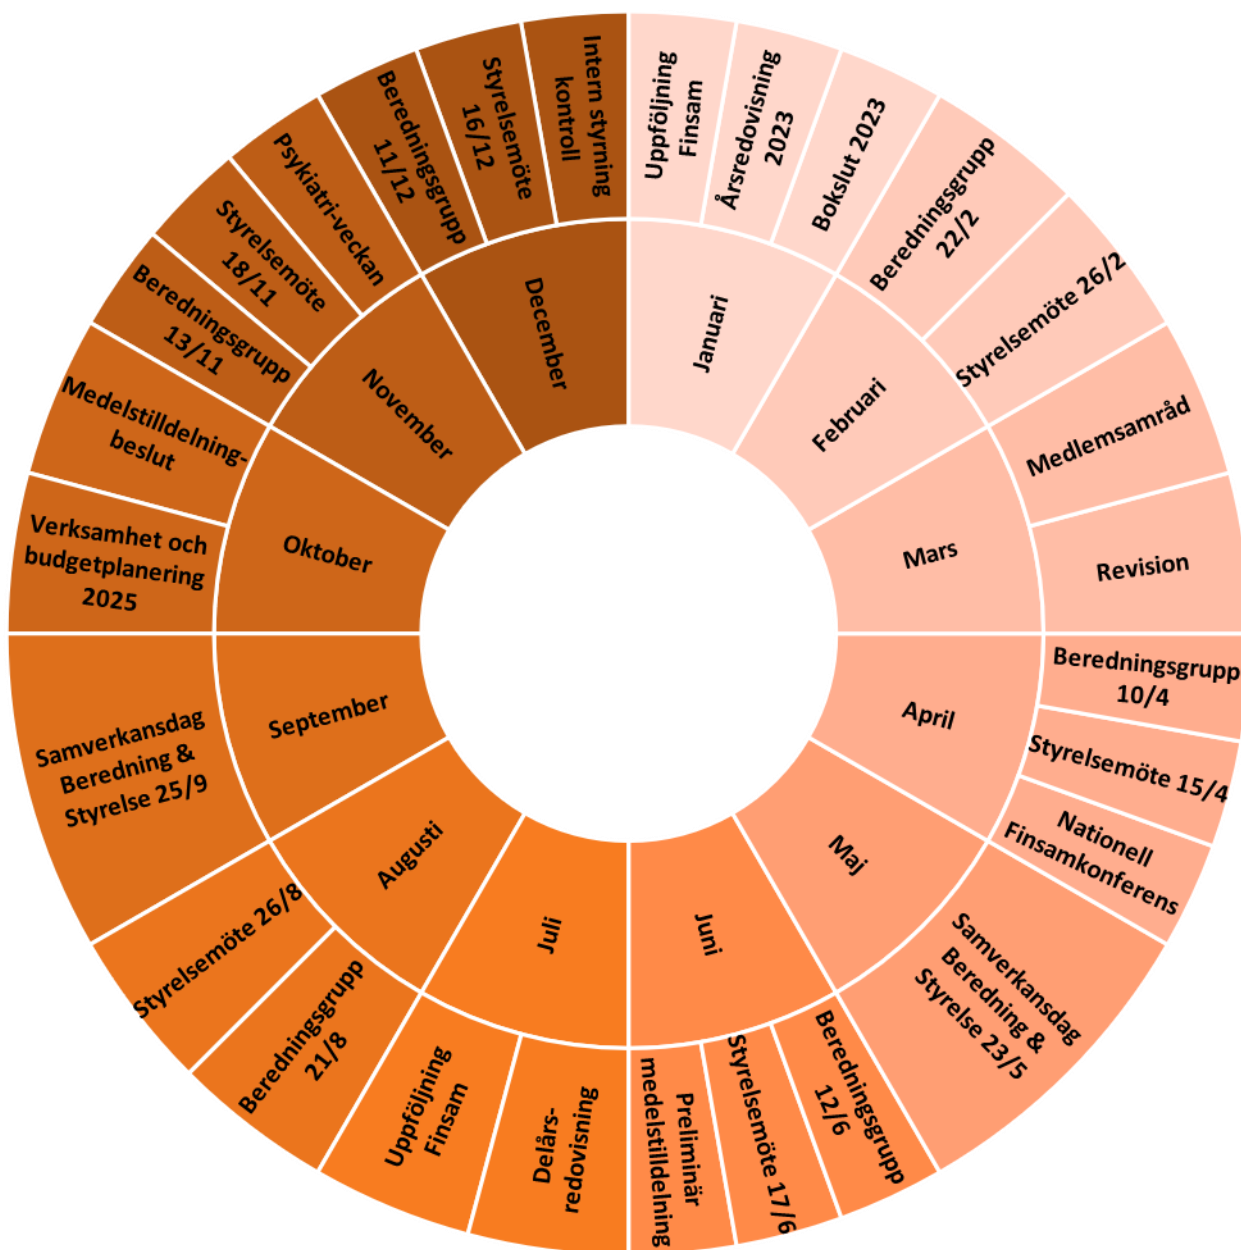 Januari
Uppföljning
Finsam
Årsredovisning
2023
Bokslut 2023
Februari
Beredningsgrupp
22/2
Styrelsemöte 26/2
Mars
Medlemsamråd
Revision
April
Beredningsgrupp
10/4
Styrelsemöte 15/4
Nationell
Finsamkonferens
Maj
Samverkansdag
Beredning &
Styrelse 23/5
Juni
Beredningsgrupp
12/6
Styrelsemöte 17/6
Preliminär
medelstilldelning
Juli
Delårs-
redovisning
Uppföljning
Finsam
Augusti
Beredningsgrupp
21/8
Styrelsemöte 26/8
September
Samverkansdag
Beredning &
Styrelse 25/9
Oktober
Verksamhet och
budgetplanering
2025
Medelstilldelning-
beslut
November
Beredningsgrupp
13/11
Styrelsemöte
18/11
Psykiatri-veckan
December
Beredningsgrupp
11/12
Styrelsemöte
16/12
Intern styrning
kontroll